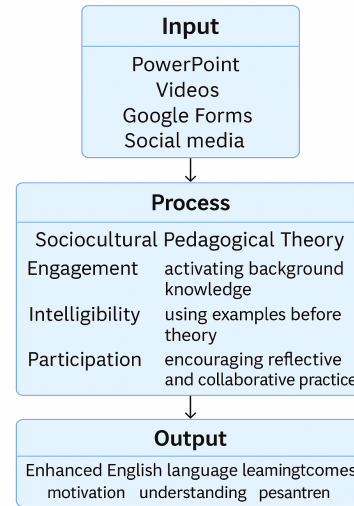 Input
PowerPoint
Videos
Google Forms
Social media
Process
Sociocultural Pedagogical Theory
Engagement activating background
knowledge
Intelligibility using examples before
theory
Participation encouraging reflective
and collaborative practice
Output
Enhanced English language leamingtcomes
motivation understanding pesantren